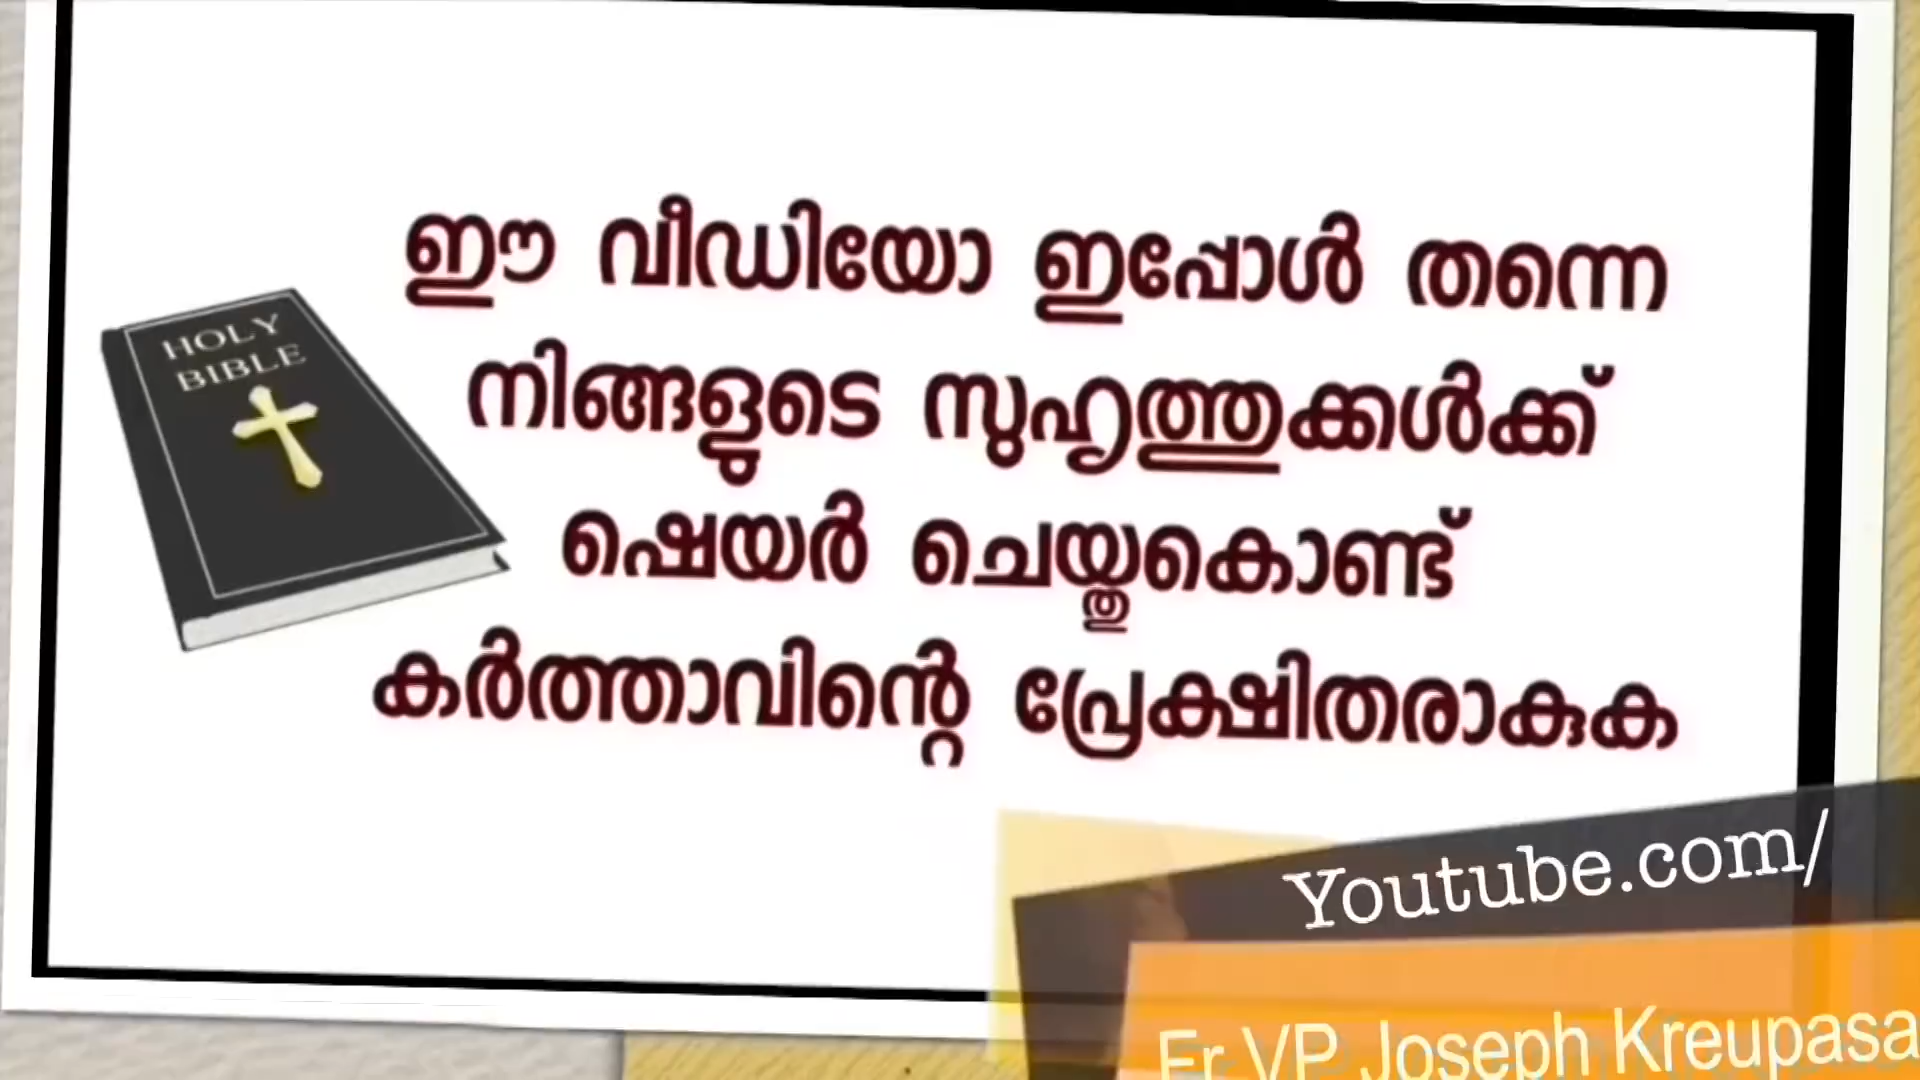 HOLY
BIBLE
ഈ വീഡിയോ ഇപ്പോൾ തന്നെ
നിങ്ങളുടെ സുഹൃത്തുക്കൾക്ക്
ഷെയർ ചെയ്തുകൊണ്ട്
കർത്താവിന്റെ പ്രേക്ഷിതരാകുക
Youtube.com/
Fr VP Joseph Kreupasa